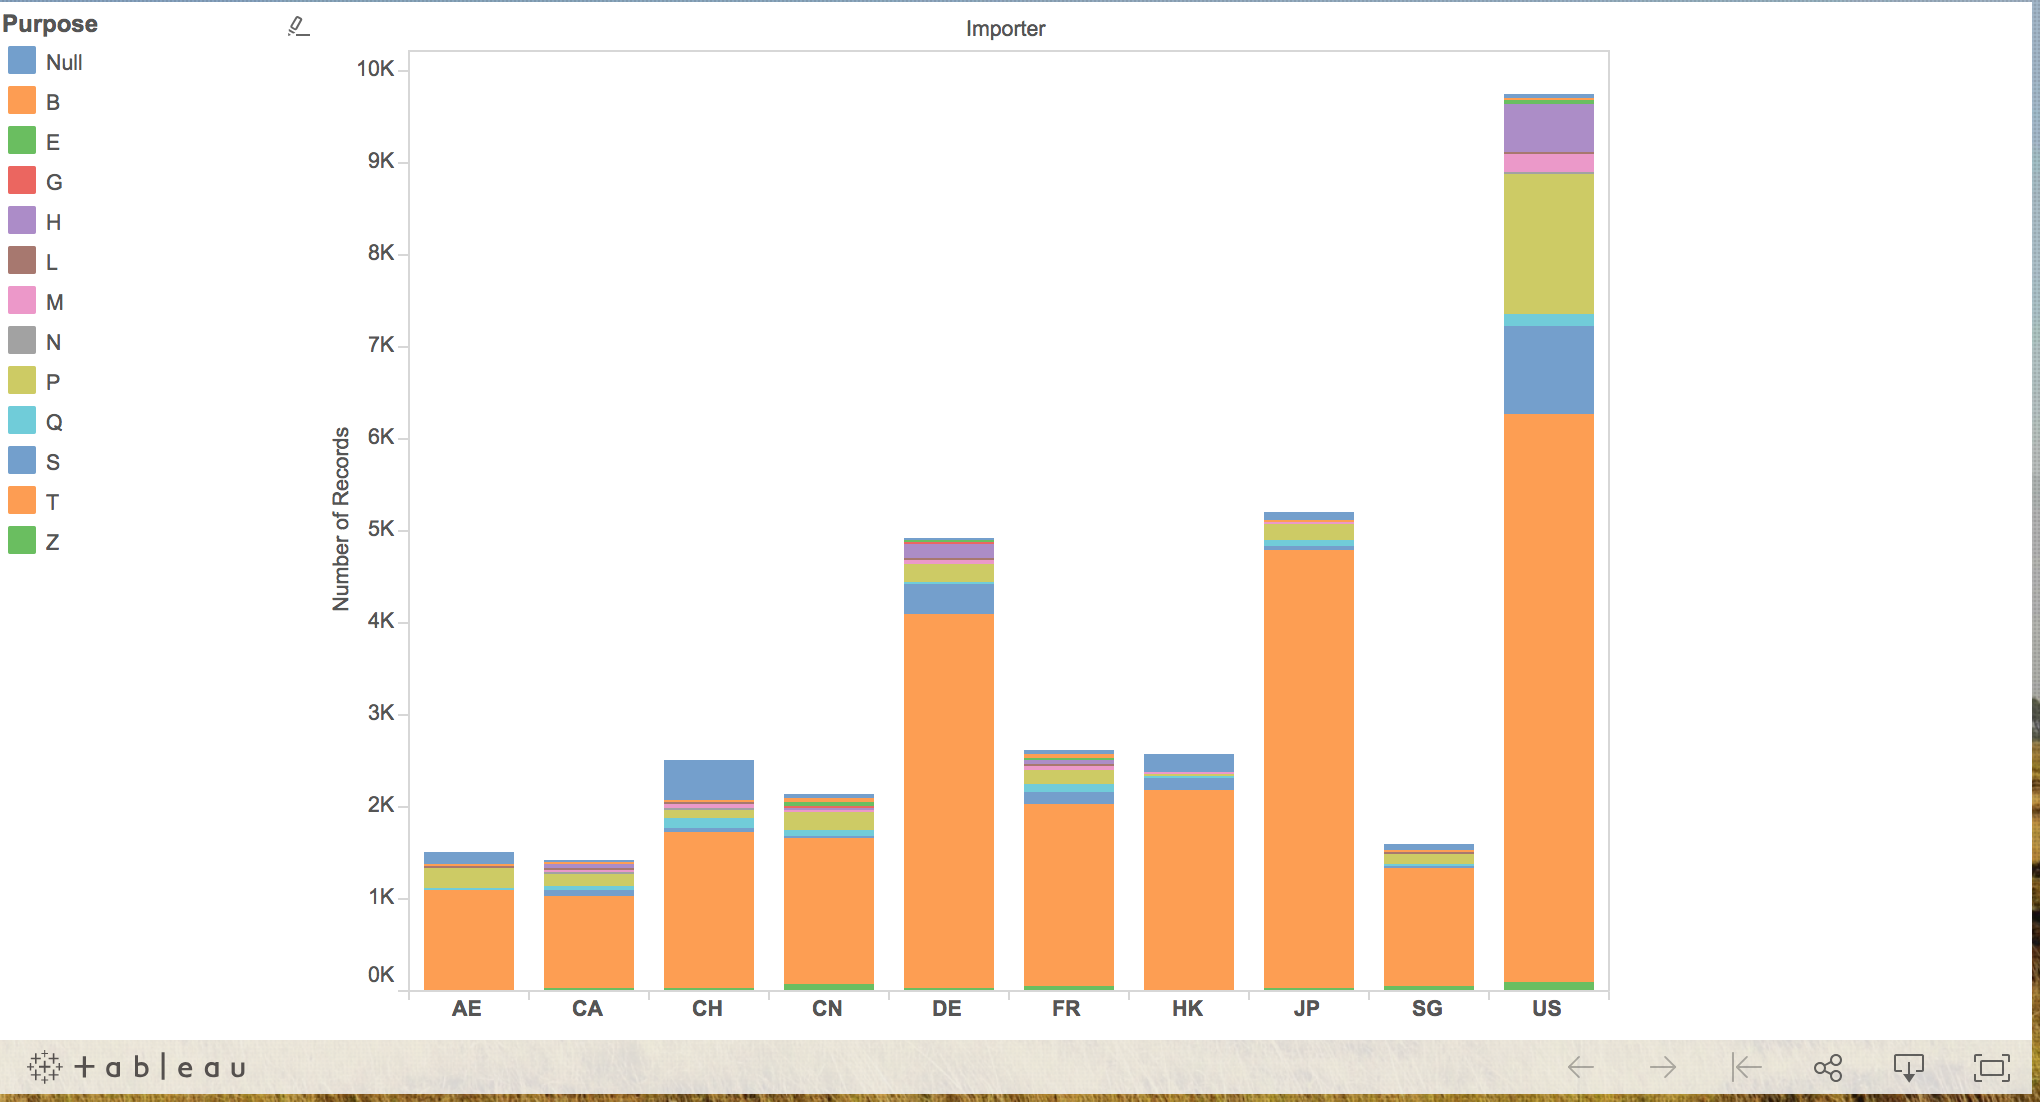 Purpose
Null
B
E
G
H
L
M
N
P
Q
S
T
Z
Importer
Number of Records
10K
9K
8K
7K
6K
5K
4K
3K
2K
1K
0K
AE CA CH CN DE FR HK JP SG US
+ableau